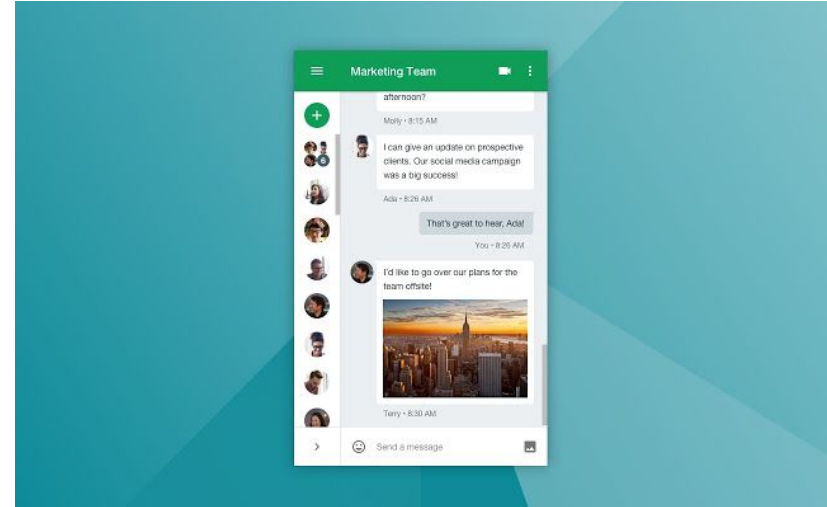 Marketing Team
afternoon?
Molly • 8:15 AM
+
6
I can give an update on prospective
clients. Our social media campaign
was a big success!
Ada • 8:26 AM
That's great to hear, Ada!
You • 8:26 AM
I'd like to go over our plans for the
team offsite!
Terry • 8:30 AM
Send a message